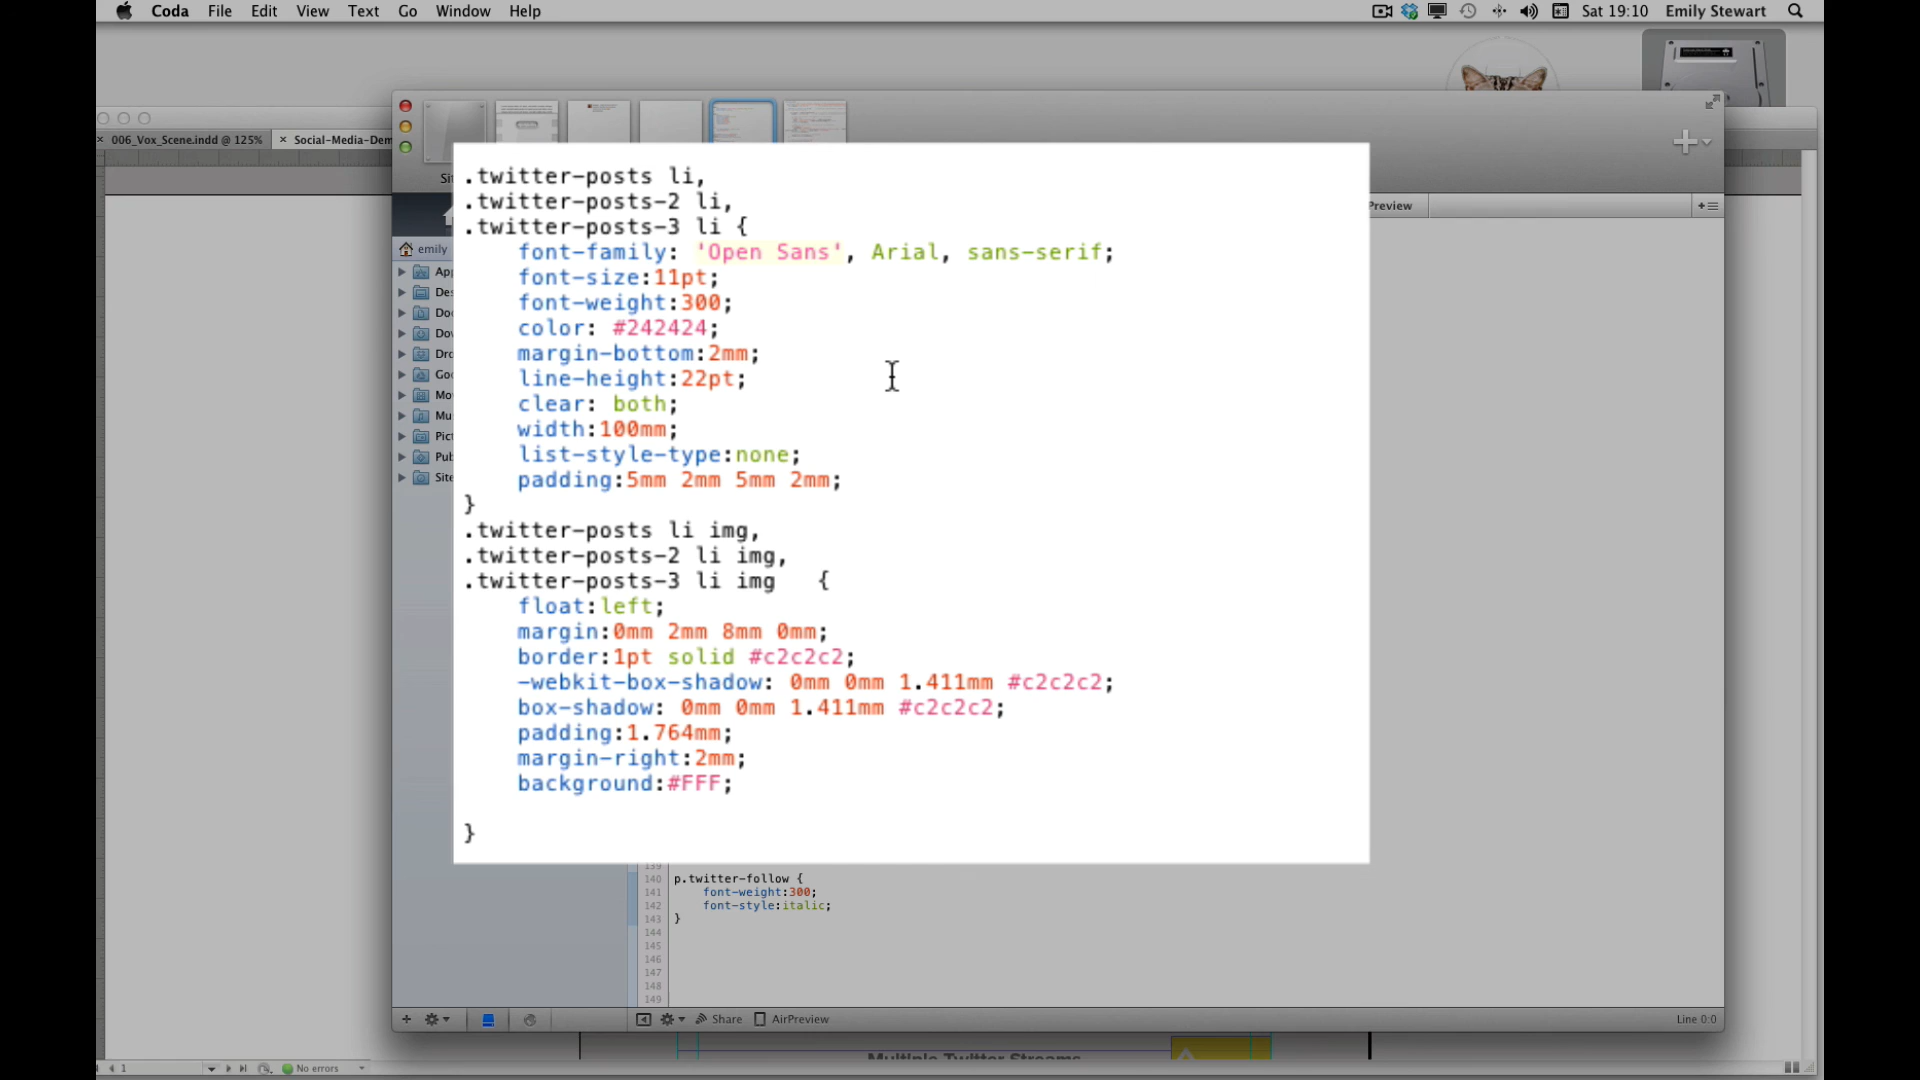 Coda File Edit View Text Go Window Help Sat 19:10 Emily Stewart
006_Vox_Scene.indd @ 125% × Social-Media-Dem
Preview
emily
.twitter-posts li,
.twitter-posts-2 li,
.twitter-posts-3 li {
font-family: 'Open Sans', Arial, sans-serif;
font-size:11pt;
font-weight:300;
color: #242424;
margin-bottom:2mm;
line-height:22pt;
clear: both;
width:100mm;
list-style-type:none;
padding:5mm 2mm 5mm 2mm;
}
.twitter-posts li img,
.twitter-posts-2 li img,
.twitter-posts-3 li img {
float:left;
margin:0mm 2mm 8mm 0mm;
border:1pt solid #c2c2c2;
-webkit-box-shadow: 0mm 0mm 1.411mm #c2c2c2;
box-shadow: 0mm 0mm 1.411mm #c2c2c2;
padding:1.764mm;
margin-right:2mm;
background:#FFF;
}
139
140 p.twitter-follow {
141 font-weight:300;
142 font-style:italic;
143 }
144
145
146
147
148
149
Share AirPreview Line 0:0
Multiple Twitter Streams
1 No errors